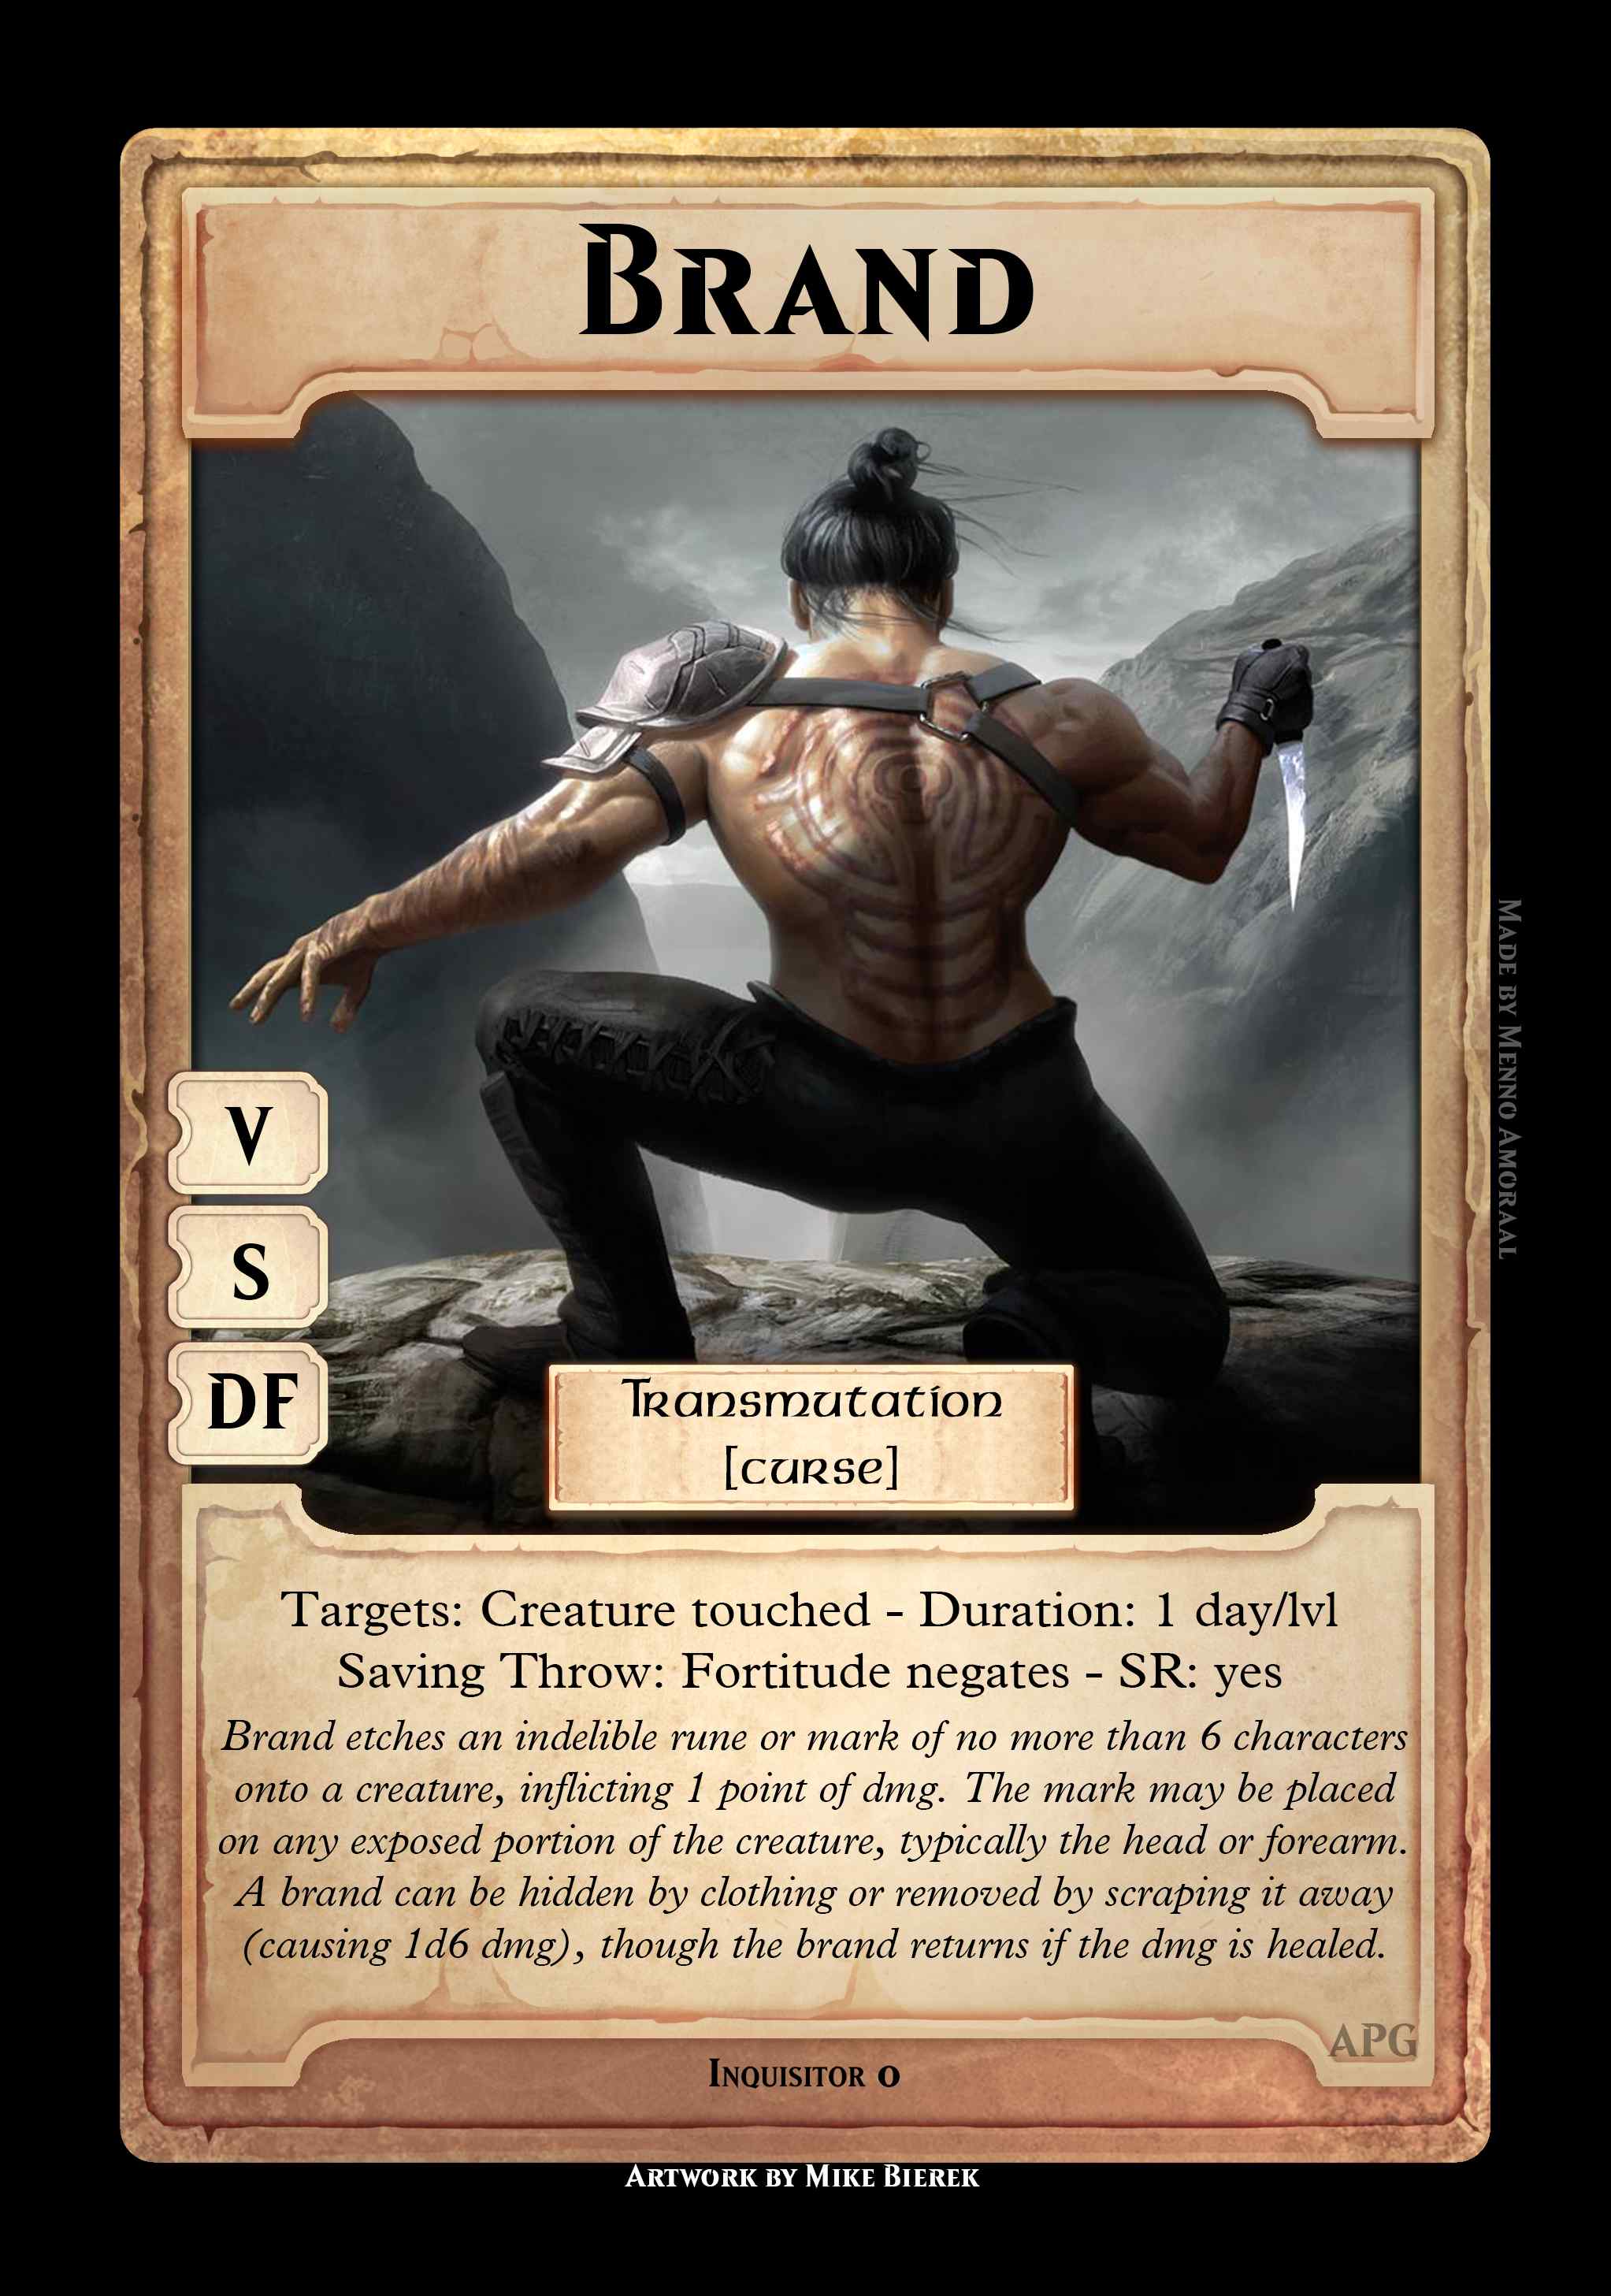 Brand
Made by Menno Amoraal
V
S
DF
Transmutation
[curse]
Targets: Creature touched - Duration: 1 day/lvl
Saving Throw: Fortitude negates - SR: yes
Brand etches an indelible rune or mark of no more than 6 characters
onto a creature, inflicting 1 point of dmg. The mark may be placed
on any exposed portion of the creature, typically the head or forearm.
A brand can be hidden by clothing or removed by scraping it away
(causing 1d6 dmg), though the brand returns if the dmg is healed.
APG
Inquisitor 0
Artwork by Mike Bierek